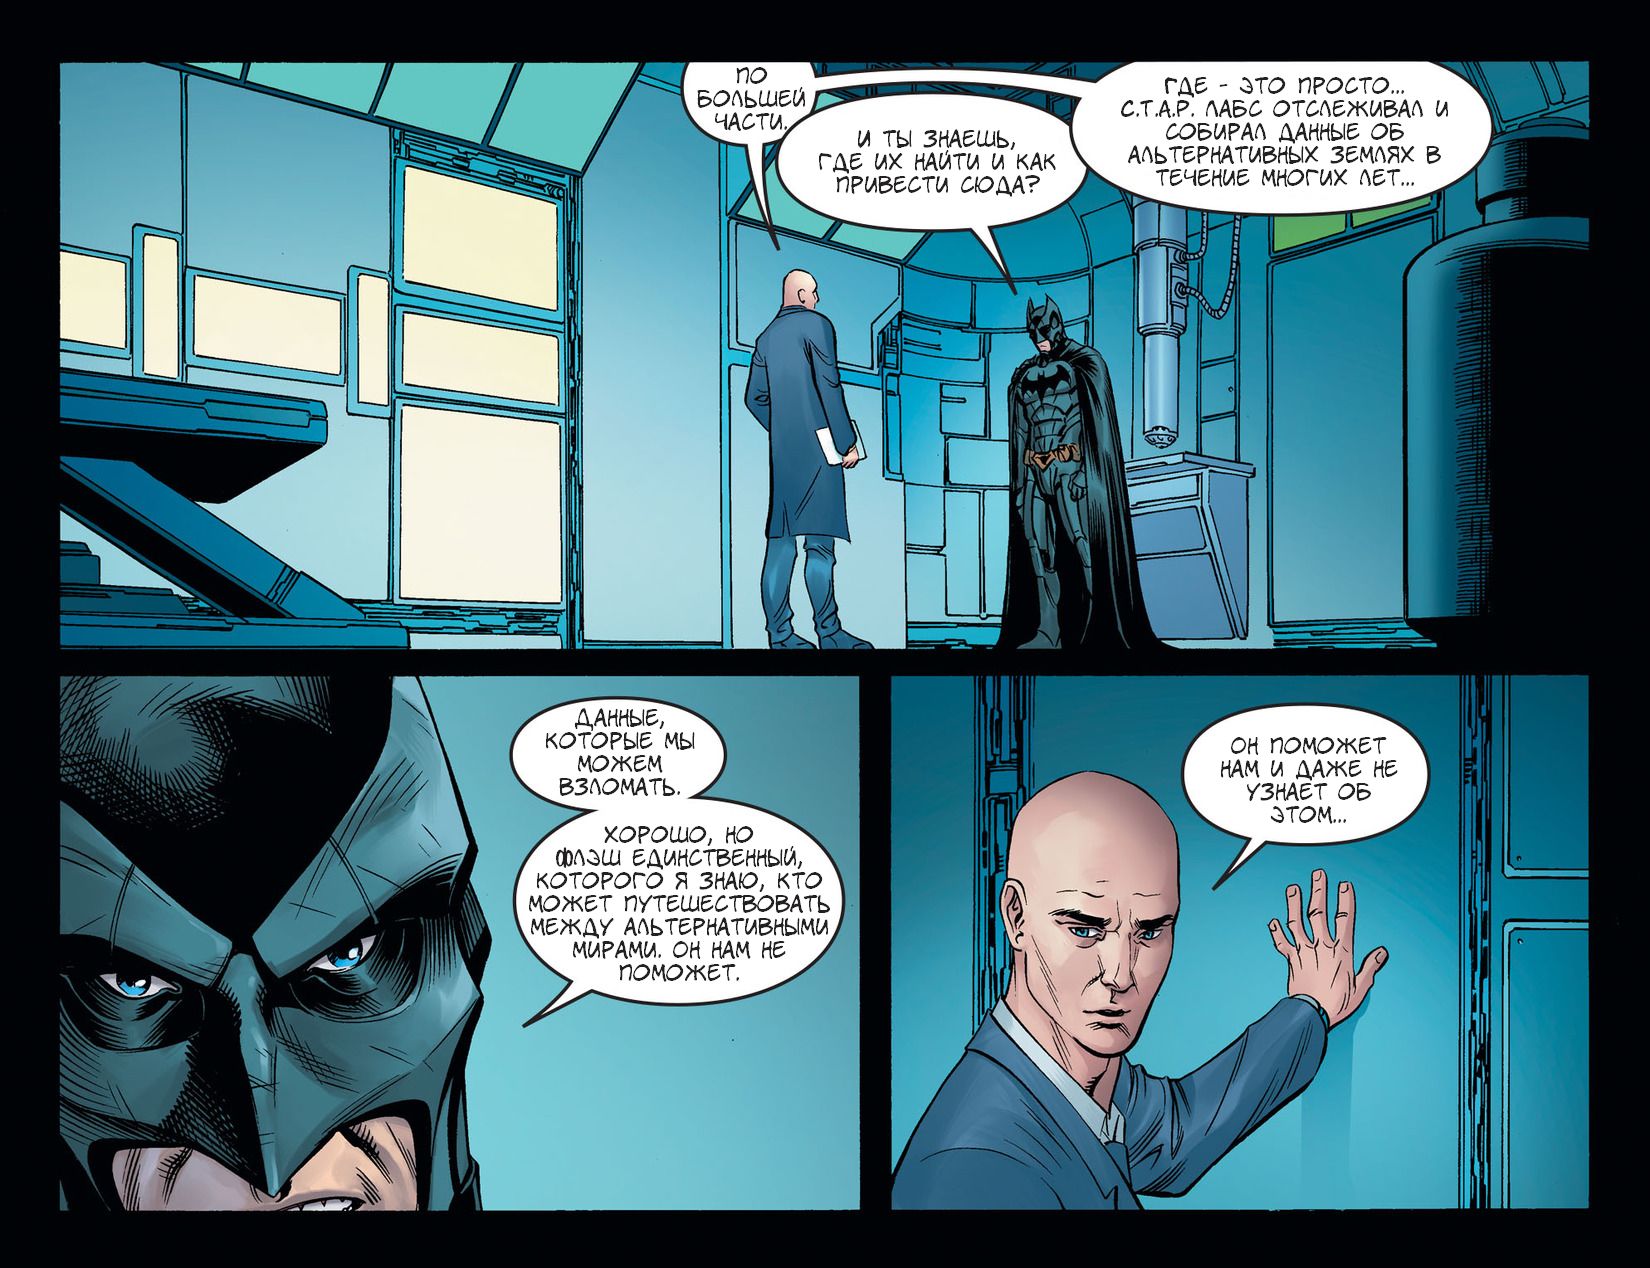 ПО
БОЛЬШЕЙ
ЧАСТИ.
И ТЫ ЗНАЕШЬ,
ГДЕ ИХ НАЙТИ И КАК
ПРИВЕСТИ СЮДА?
ГДЕ - ЭТО ПРОСТО...
С.Т.А.Р. ЛАБС ОТСЛЕЖИВАЛ И
СОБИРАЛ ДАННЫЕ ОБ
АЛЬТЕРНАТИВНЫХ ЗЕМЛЯХ В
ТЕЧЕНИЕ МНОГИХ ЛЕТ...
ДАННЫЕ,
КОТОРЫЕ МЫ
МОЖЕМ
ВЗЛОМАТЬ.
ХОРОШО, НО
ФЛЭШ ЕДИНСТВЕННЫЙ,
КОТОРОГО Я ЗНАЮ, КТО
МОЖЕТ ПУТЕШЕСТВОВАТЬ
МЕЖДУ АЛЬТЕРНАТИВНЫМИ
МИРАМИ. ОН НАМ НЕ
ПОМОЖЕТ.
ОН ПОМОЖЕТ
НАМ И ДАЖЕ НЕ
УЗНАЕТ ОБ
ЭТОМ...